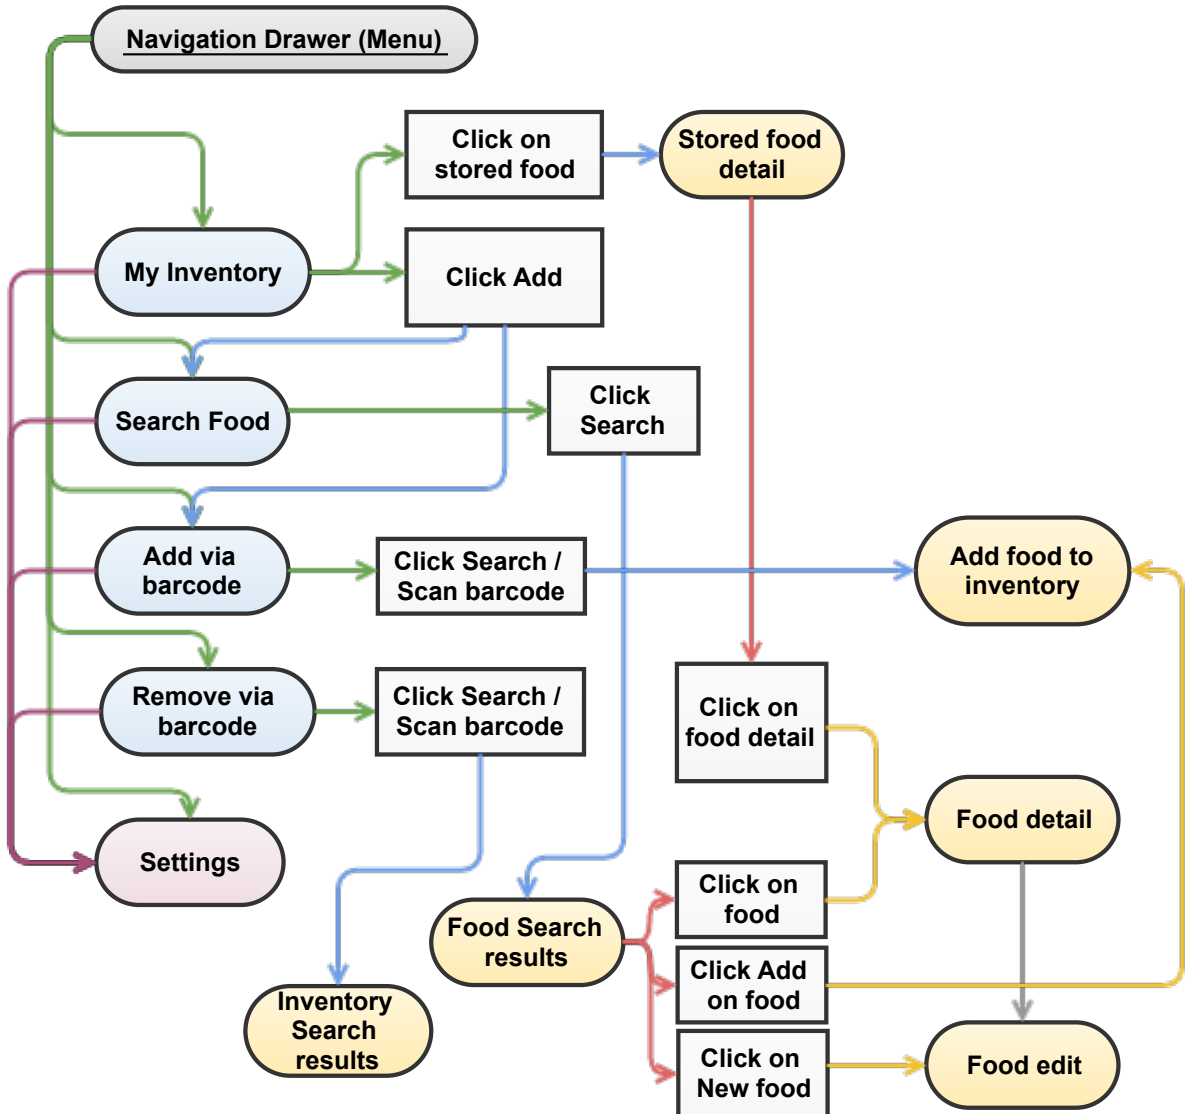 Navigation Drawer (Menu)
Click on
stored food
Stored food
detail
My Inventory
Click Add
Search Food
Click
Search
Add via
barcode
Click Search /
Scan barcode
Add food to
inventory
Remove via
barcode
Click Search /
Scan barcode
Click on
food detail
Food detail
Settings
Click on
food
Food Search
results
Click Add
on food
Inventory
Search
results
Click on
New food
Food edit